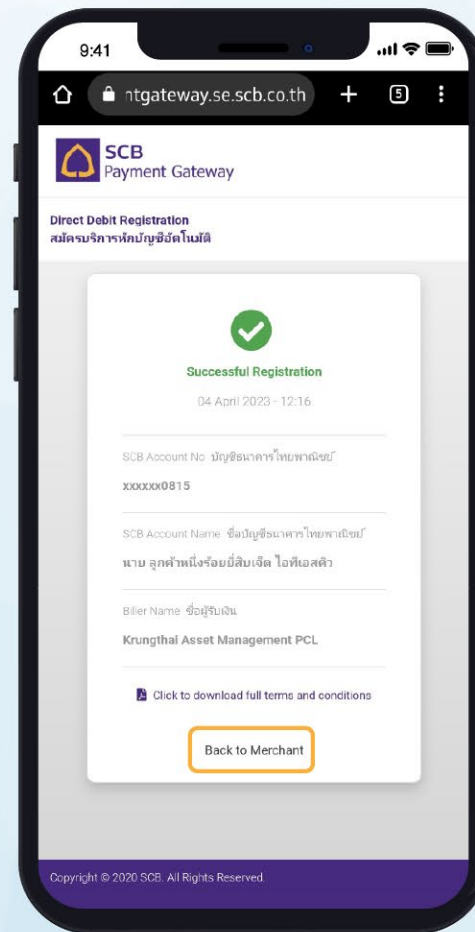 9:41
ntgateway.se.scb.co.th
5
SCB
Payment Gateway
Direct Debit Registration
สมัครบริการหักบัญชีอัตโนมัติ
Successful Registration
04 April 2023 - 12:16
SCB Account No บัญชีธนาคารไทยพาณิชย์
xxxxxx0815
SCB Account Name ชื่อบัญชีธนาคารไทยพาณิชย์
นาย ลูกค้าหนึ่งร้อยยี่สิบเจ็ด ไอทีเอสคิว
Biller Name ชื่อผู้รับเงิน
Krungthai Asset Management PCL
Click to download full terms and conditions
Back to Merchant
Copyright © 2020 SCB. All Rights Reserved.